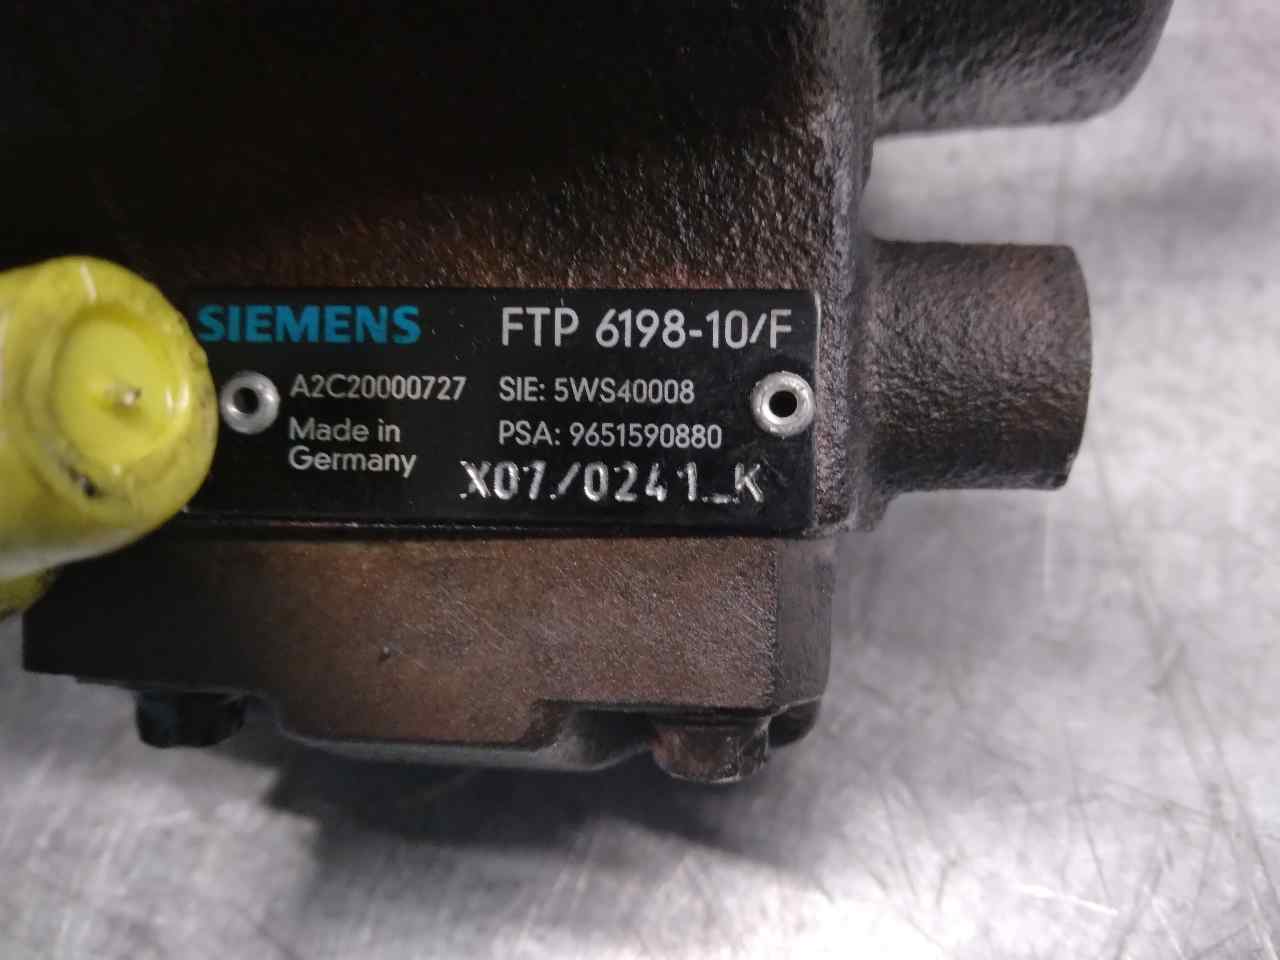 SIEMENS FTP 6198-10/F
A2C20000727 SIE: 5WS40008
Made in PSA: 9651590880
Germany X07/0241_K